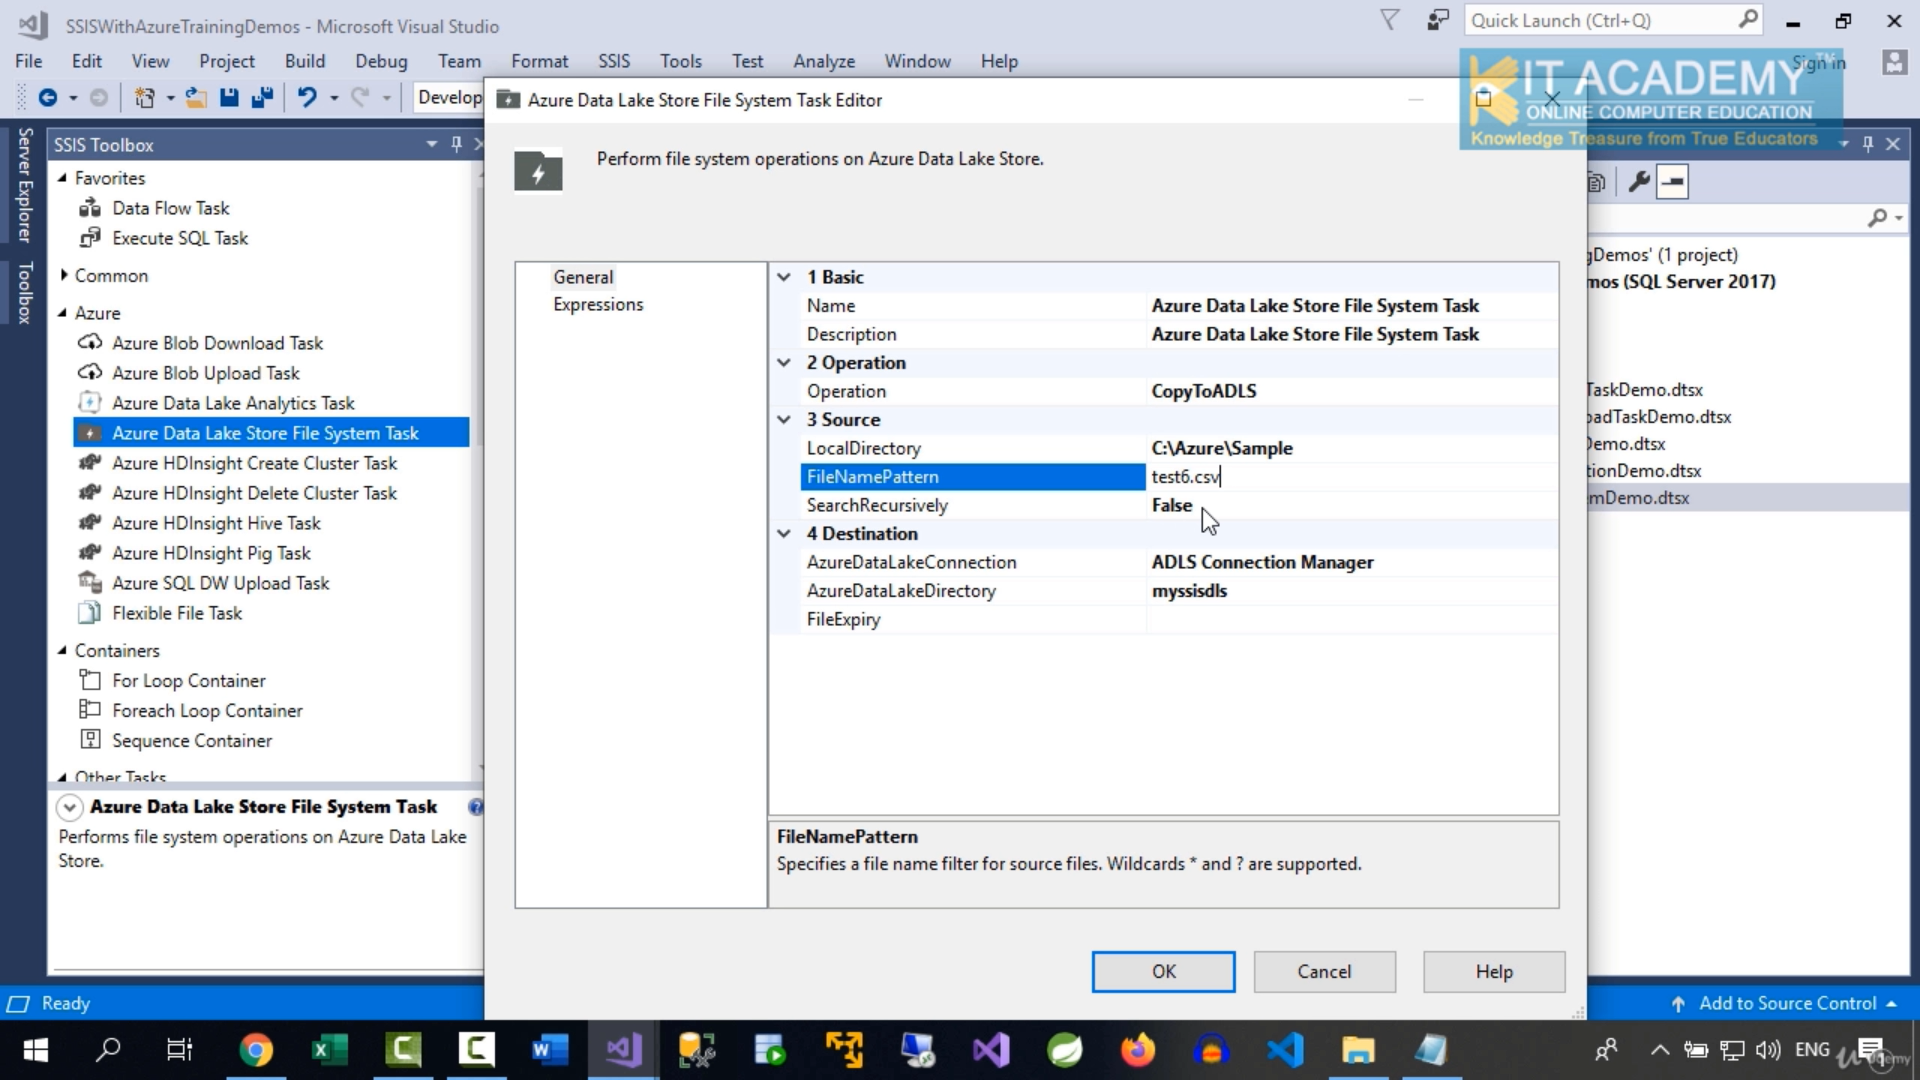 SSISWithAzureTrainingDemos - Microsoft Visual Studio
Quick Launch (Ctrl+Q)
File Edit View Project Build Debug Team Format SSIS Tools Test Analyze Window Help
Sign in
KIT ACADEMY™
ONLINE COMPUTER EDUCATION
Knowledge Treasure from True Educators
Develop
Azure Data Lake Store File System Task Editor
Server Explorer
Toolbox
SSIS Toolbox
Favorites
Data Flow Task
Execute SQL Task
Common
Azure
Azure Blob Download Task
Azure Blob Upload Task
Azure Data Lake Analytics Task
Azure Data Lake Store File System Task
Azure HDInsight Create Cluster Task
Azure HDInsight Delete Cluster Task
Azure HDInsight Hive Task
Azure HDInsight Pig Task
Azure SQL DW Upload Task
Flexible File Task
Containers
For Loop Container
Foreach Loop Container
Sequence Container
Other Tasks
Azure Data Lake Store File System Task
Performs file system operations on Azure Data Lake
Store.
Perform file system operations on Azure Data Lake Store.
General
Expressions
1 Basic
Name Azure Data Lake Store File System Task
Description Azure Data Lake Store File System Task
2 Operation
Operation CopyToADLS
3 Source
LocalDirectory C:\Azure\Sample
FileNamePattern test6.csv
SearchRecursively False
4 Destination
AzureDataLakeConnection ADLS Connection Manager
AzureDataLakeDirectory myssisdls
FileExpiry
FileNamePattern
Specifies a file name filter for source files. Wildcards * and ? are supported.
OK Cancel Help
gDemos' (1 project)
mos (SQL Server 2017)
TaskDemo.dtsx
oadTaskDemo.dtsx
Demo.dtsx
tionDemo.dtsx
emDemo.dtsx
Ready
Add to Source Control
ENG
udemy